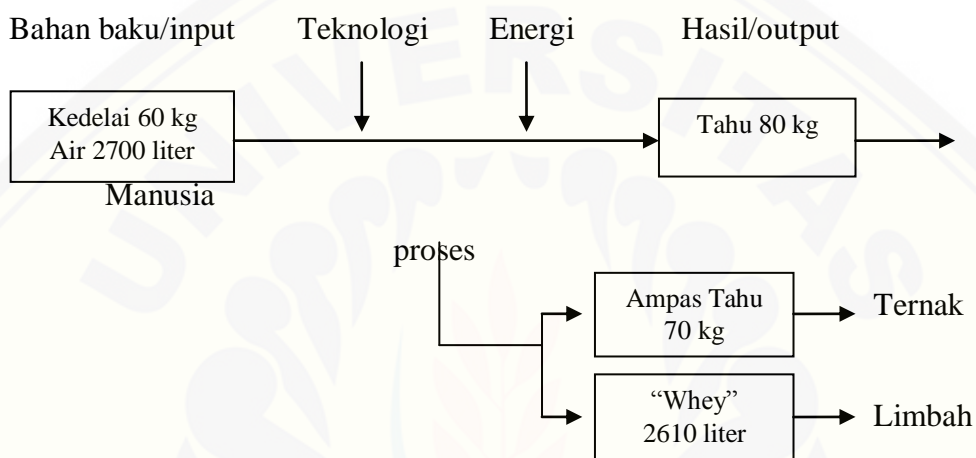 Bahan baku/input Teknologi Energi Hasil/output
Kedelai 60 kg
Air 2700 liter
Tahu 80 kg
Manusia
proses
Ampas Tahu
70 kg
Ternak
“Whey”
2610 liter
Limbah
UNIVERSITAS